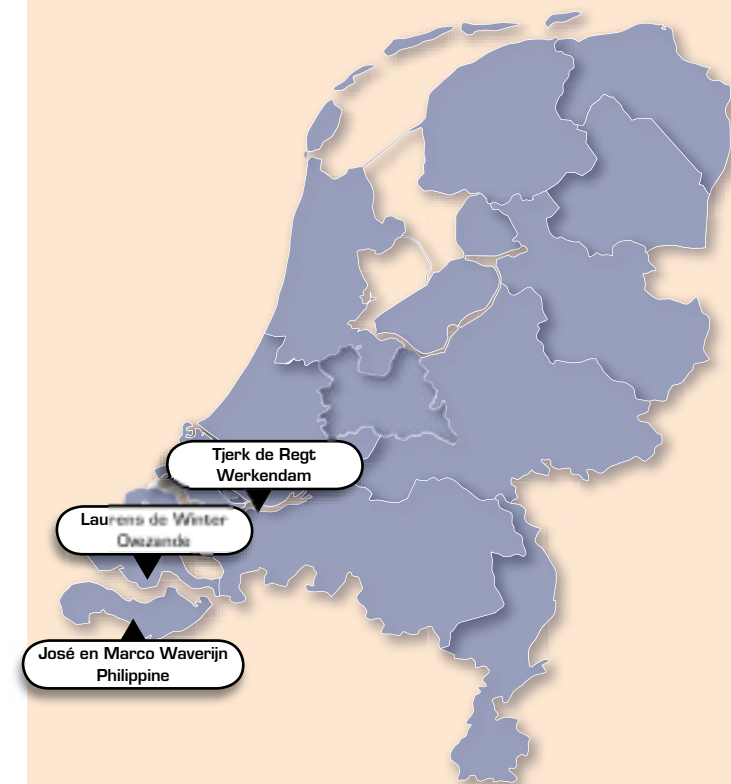 Tjerk de Regt
Werkendam
Laurens de Winter
Ovezande
José en Marco Waverijn
Philippine